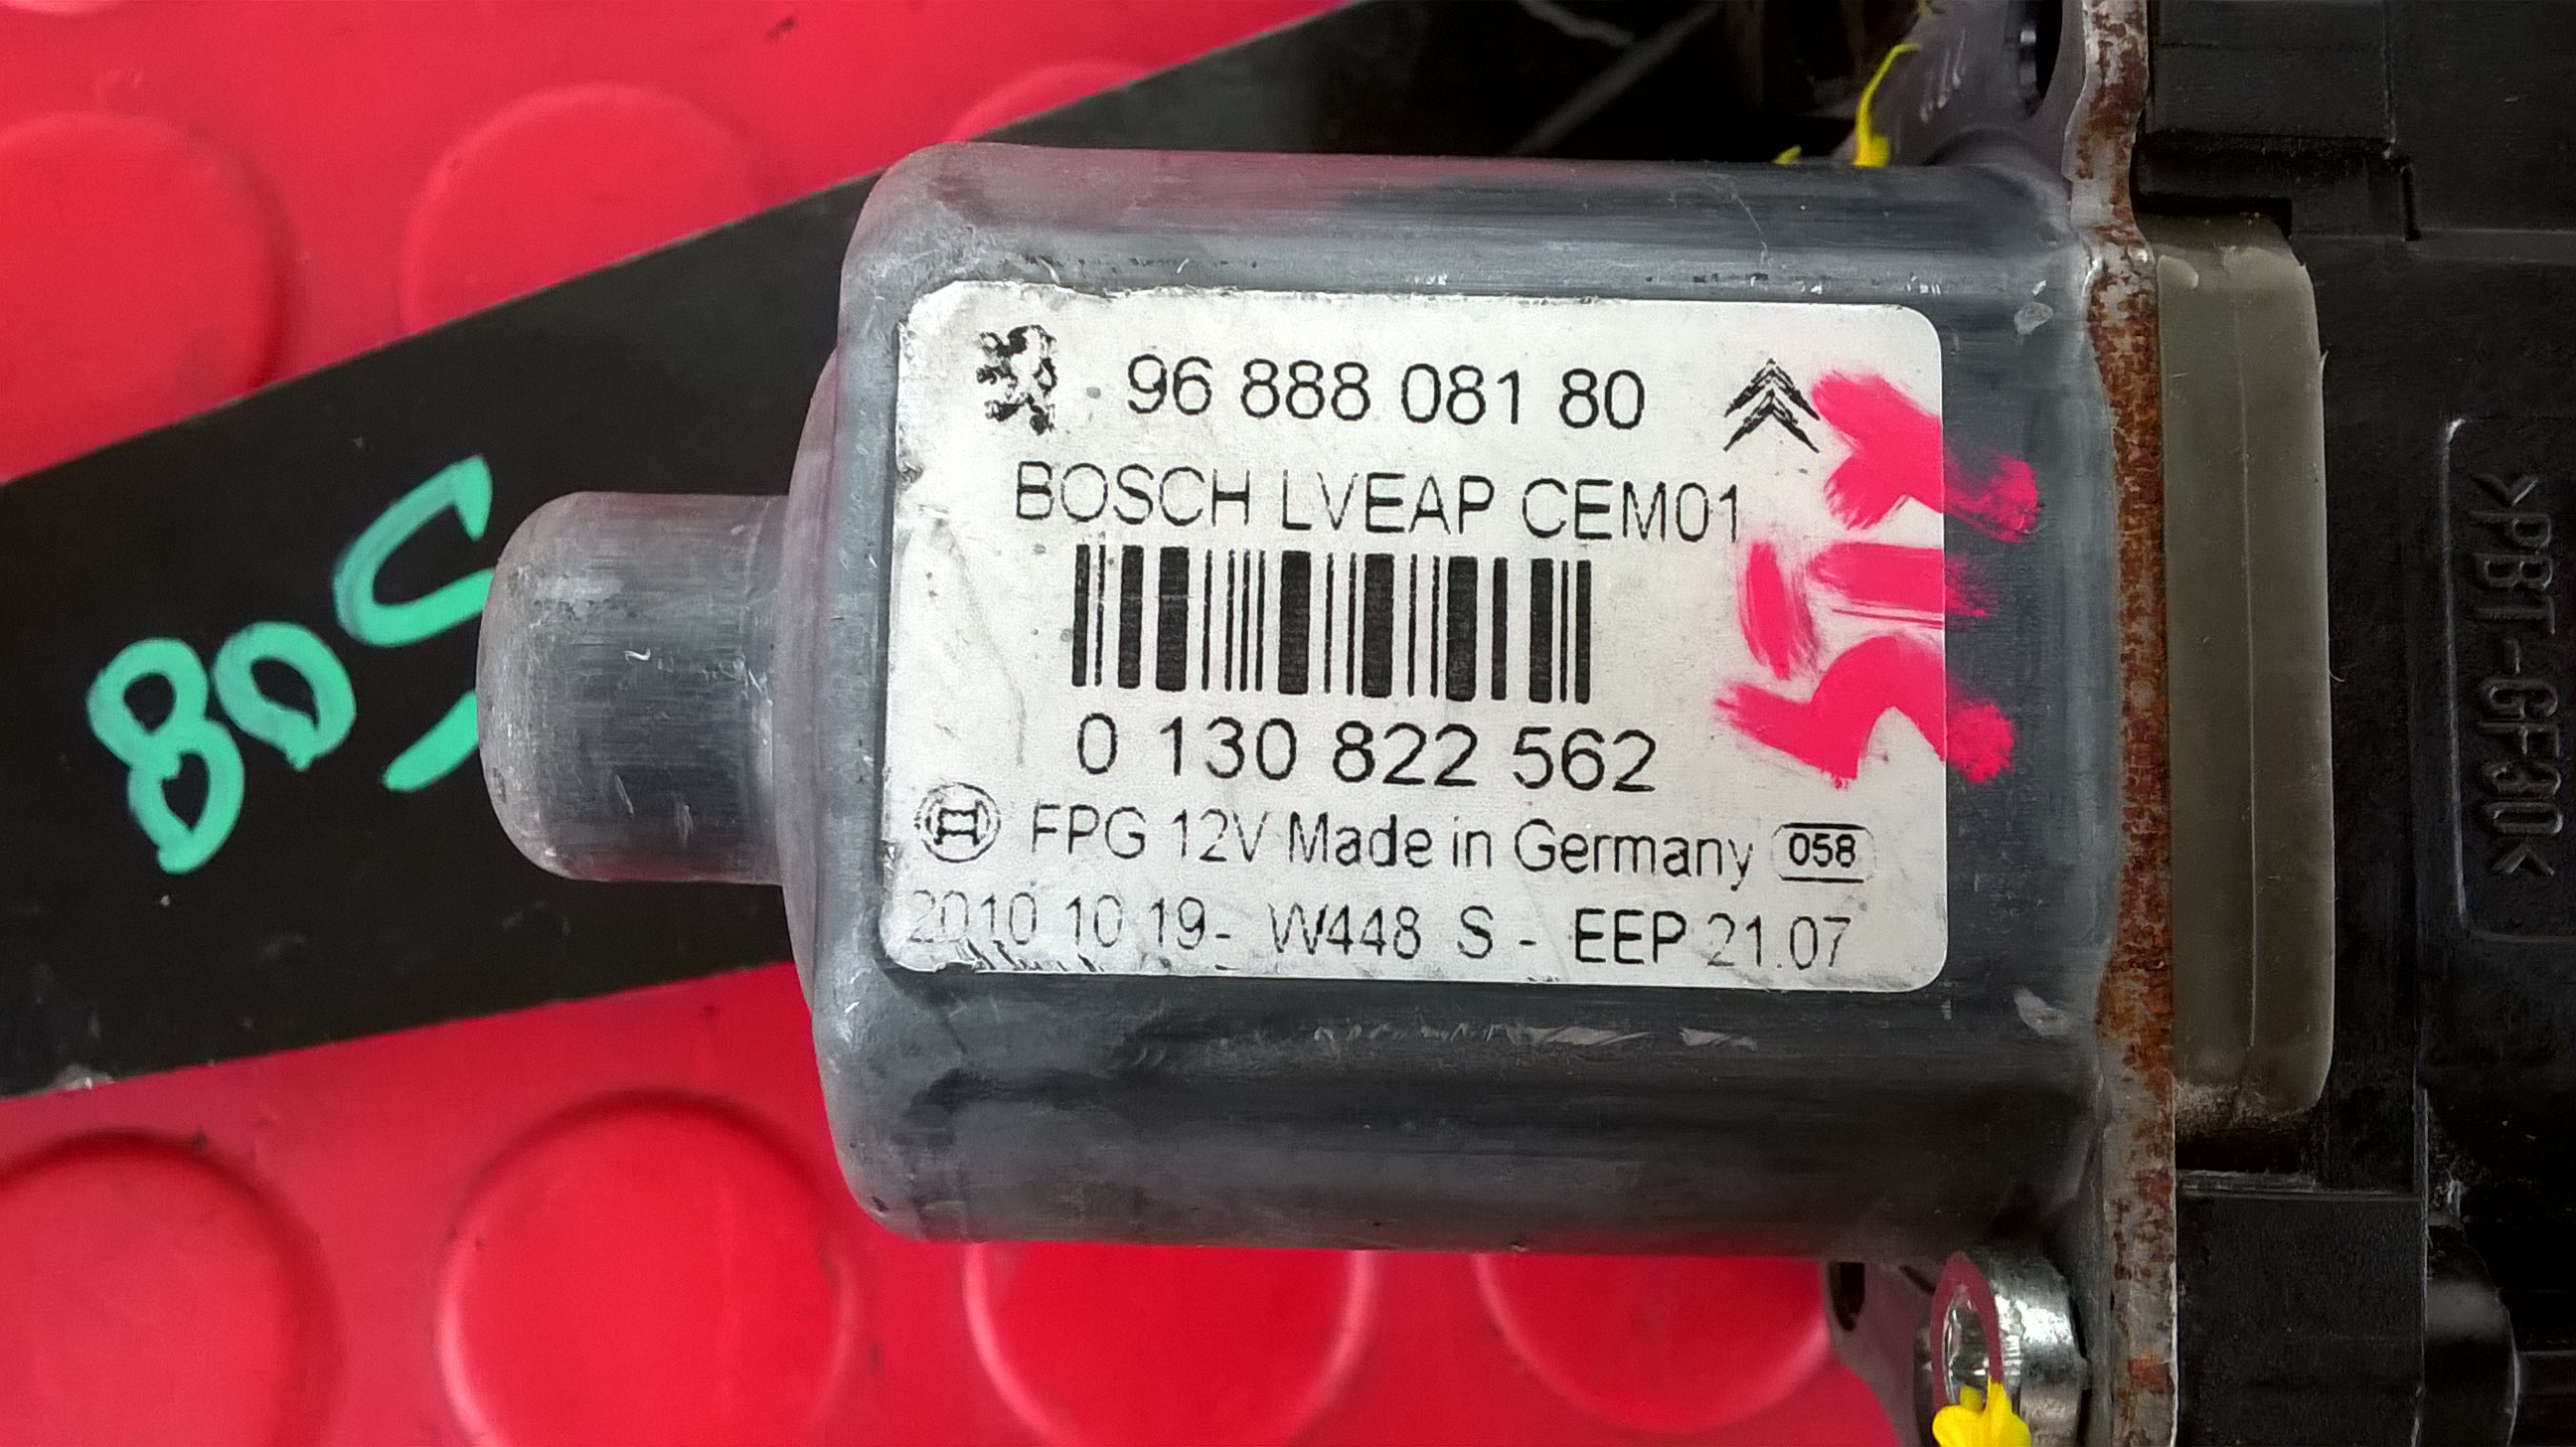 96 888 081 80
BOSCH LVEAP CEM01
0 130 822 562
FPG 12V Made in Germany 058
2010 10 19- W448 S - EEP 21.07
>PBT-GF30<
508